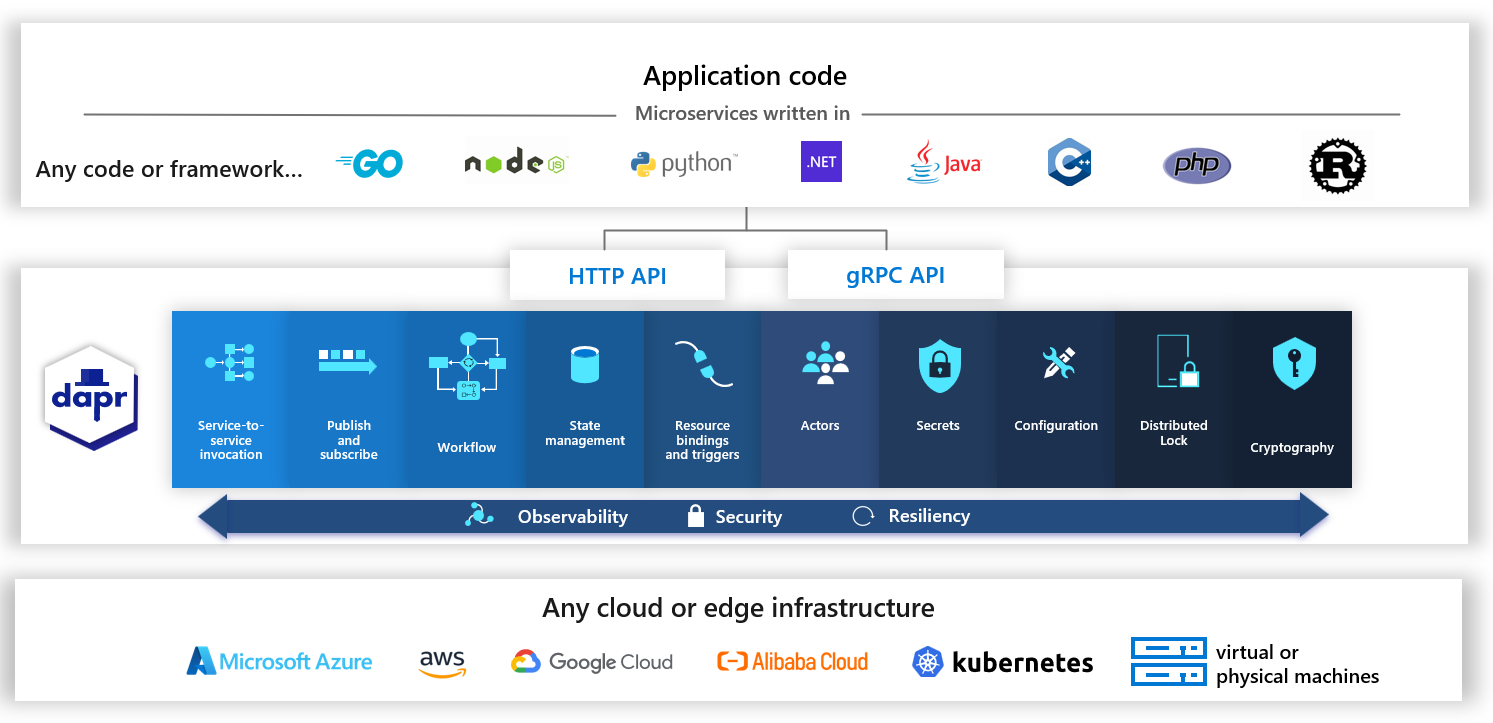 Application code
Microservices written in
Any code or framework...
GO
node
JS
python™
.NET
Java
C++
php
R
HTTP API
gRPC API
dapr
Service-to-
service
invocation
Publish
and
subscribe
Workflow
State
management
Resource
bindings
and triggers
Actors
Secrets
Configuration
Distributed
Lock
Cryptography
Observability
Security
Resiliency
Any cloud or edge infrastructure
Microsoft Azure
aws
Google Cloud
Alibaba Cloud
kubernetes
virtual or
physical machines